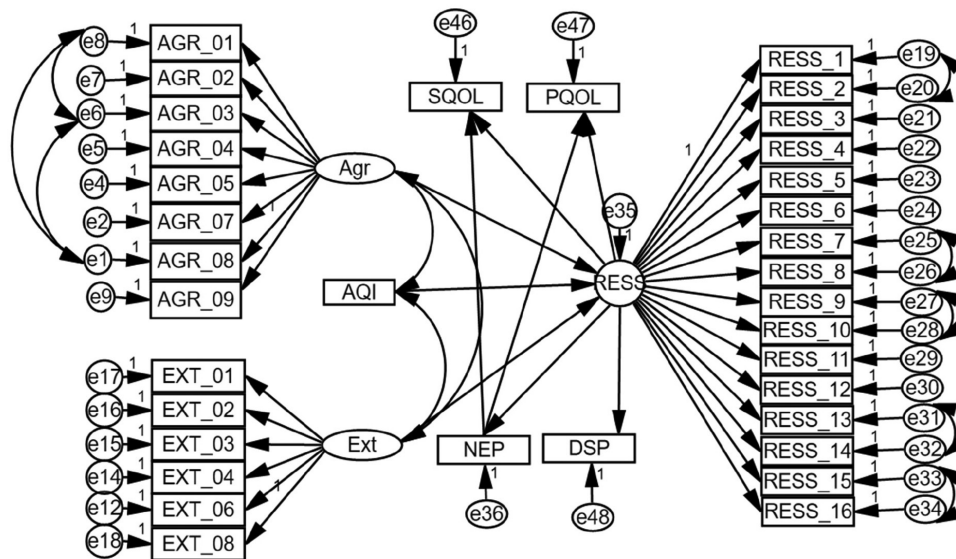 e8 1 AGR_01
e7 1 AGR_02
e6 1 AGR_03
e5 1 AGR_04
e4 1 AGR_05
e2 1 AGR_07
e1 1 AGR_08
e9 1 AGR_09
1
Agr
AQI
e17 1 EXT_01
e16 1 EXT_02
e15 1 EXT_03
e14 1 EXT_04
e12 1 EXT_06
e18 1 EXT_08
1
Ext
e46
1
SQOL
e47
1
PQOL
e35
1
RESS
NEP
1
e36
DSP
1
e48
1
RESS_1 1 e19
RESS_2 1 e20
RESS_3 1 e21
RESS_4 1 e22
RESS_5 1 e23
RESS_6 1 e24
RESS_7 1 e25
RESS_8 1 e26
RESS_9 1 e27
RESS_10 1 e28
RESS_11 1 e29
RESS_12 1 e30
RESS_13 1 e31
RESS_14 1 e32
RESS_15 1 e33
RESS_16 1 e34